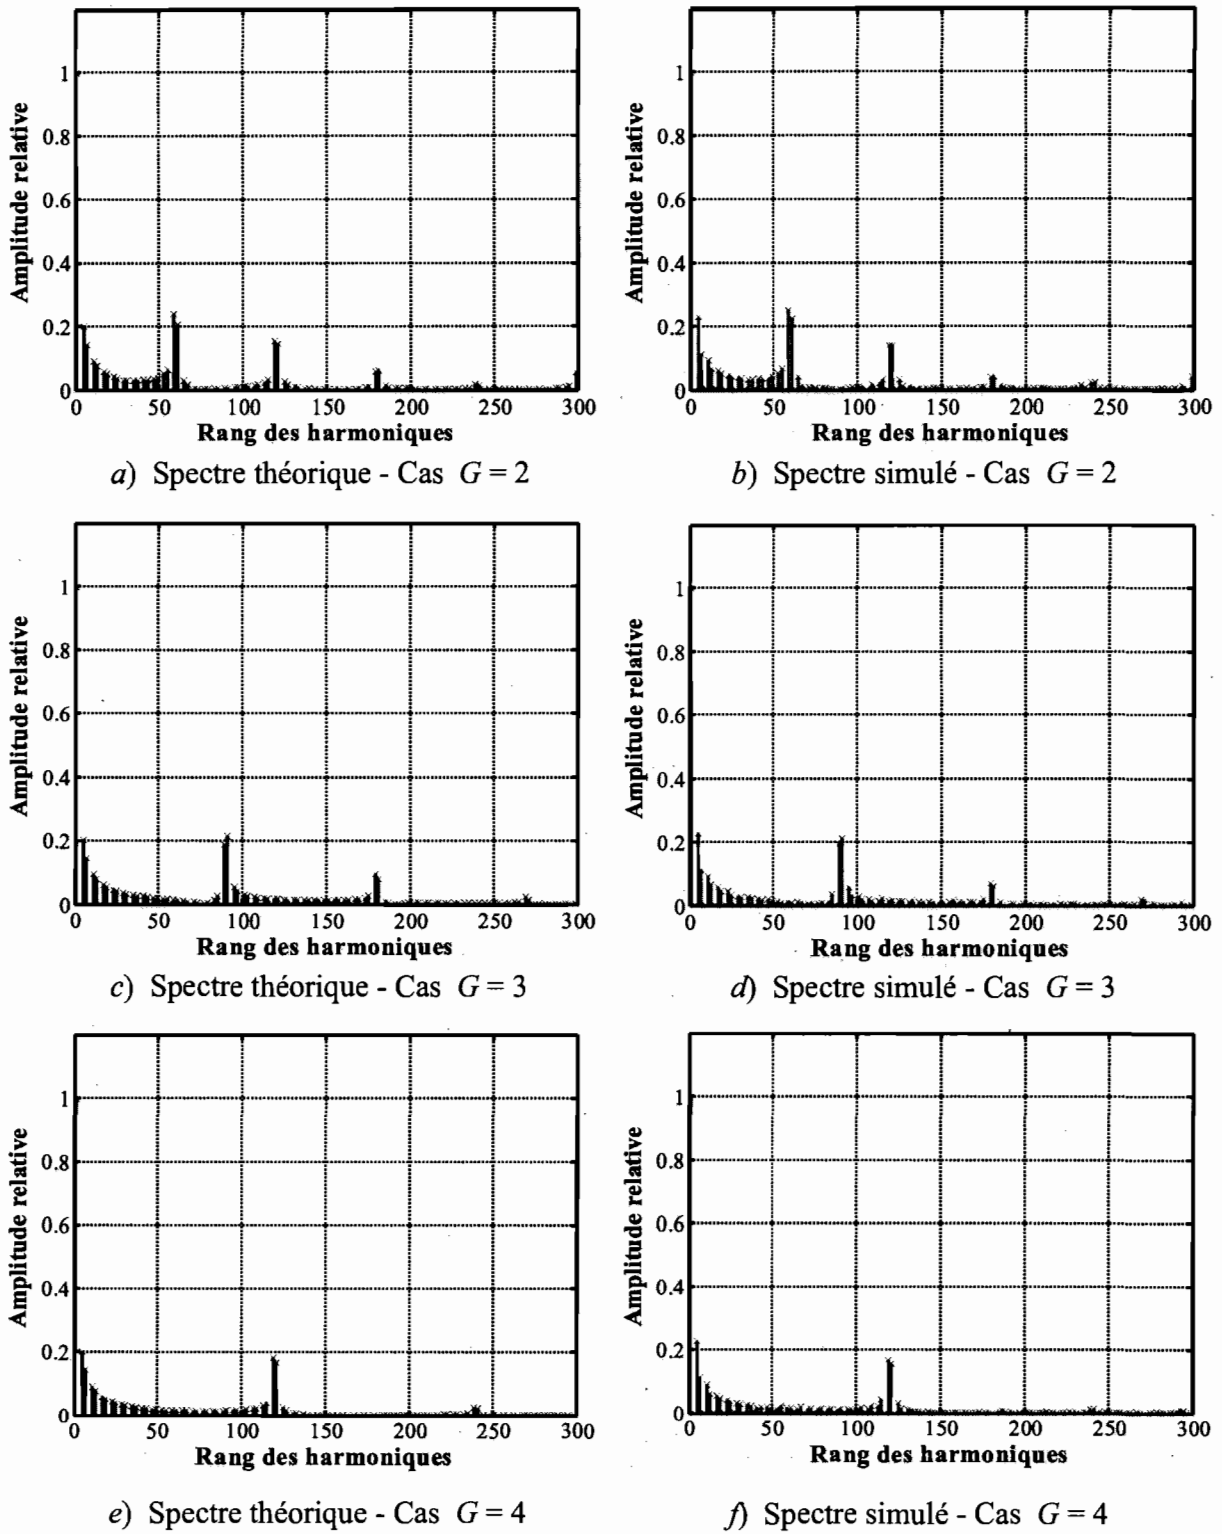 1
0.8
0.6
0.4
0.2
0
Amplitude relative
0 50 100 150 200 250 300
Rang des harmoniques
a) Spectre théorique - Cas G = 2
1
0.8
0.6
0.4
0.2
0
Amplitude relative
0 50 100 150 200 250 300
Rang des harmoniques
b) Spectre simulé - Cas G = 2
1
0.8
0.6
0.4
0.2
0
Amplitude relative
0 50 100 150 200 250 300
Rang des harmoniques
c) Spectre théorique - Cas G = 3
1
0.8
0.6
0.4
0.2
0
Amplitude relative
0 50 100 150 200 250 300
Rang des harmoniques
d) Spectre simulé - Cas G = 3
1
0.8
0.6
0.4
0.2
0
Amplitude relative
0 50 100 150 200 250 300
Rang des harmoniques
e) Spectre théorique - Cas G = 4
1
0.8
0.6
0.4
0.2
0
Amplitude relative
0 50 100 150 200 250 300
Rang des harmoniques
f) Spectre simulé - Cas G = 4